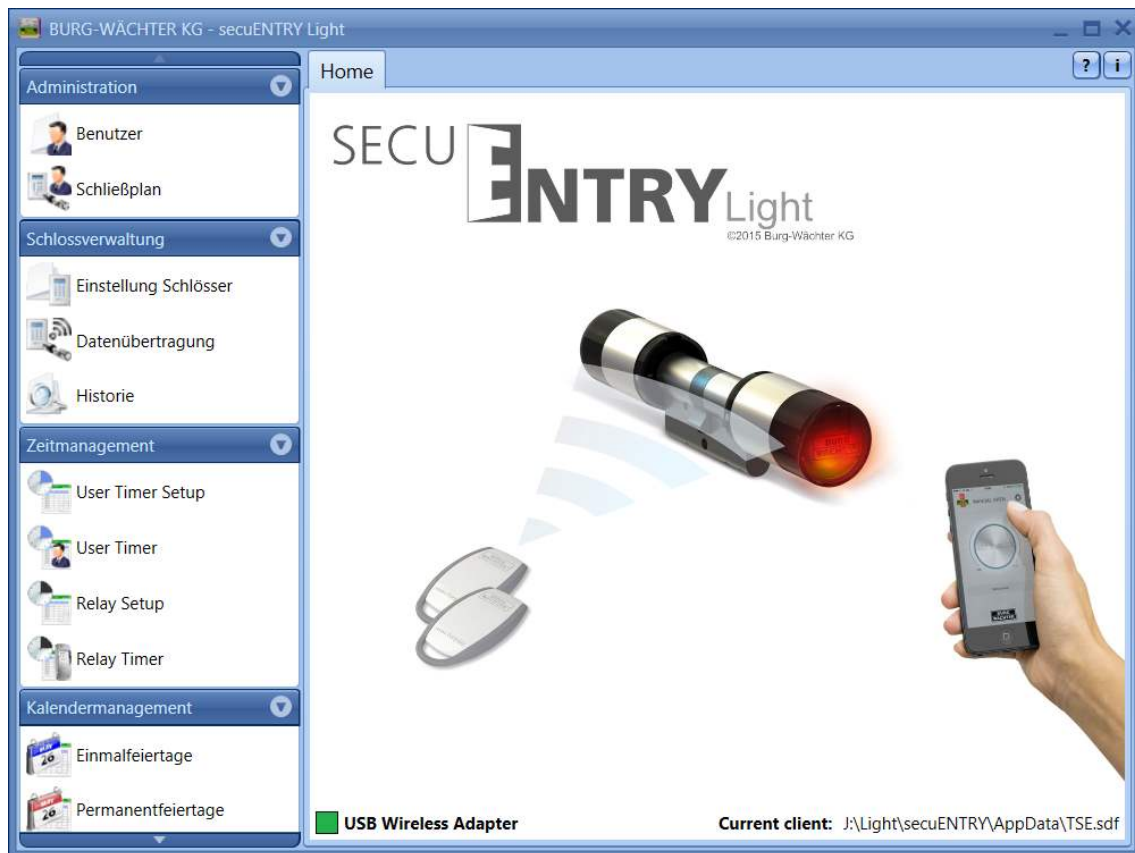 BURG-WÄCHTER KG - secuENTRY Light
Administration
Benutzer
Schließplan
Schlossverwaltung
Einstellung Schlösser
Datenübertragung
Historie
Zeitmanagement
User Timer Setup
User Timer
Relay Setup
Relay Timer
Kalendermanagement
Einmalfeiertage
Permanentfeiertage
Home
? i
SECU
ENTRY Light
©2015 Burg-Wächter KG
BURG
WÄCHTER
USB Wireless Adapter
Current client: J:\Light\secuENTRY\AppData\TSE.sdf